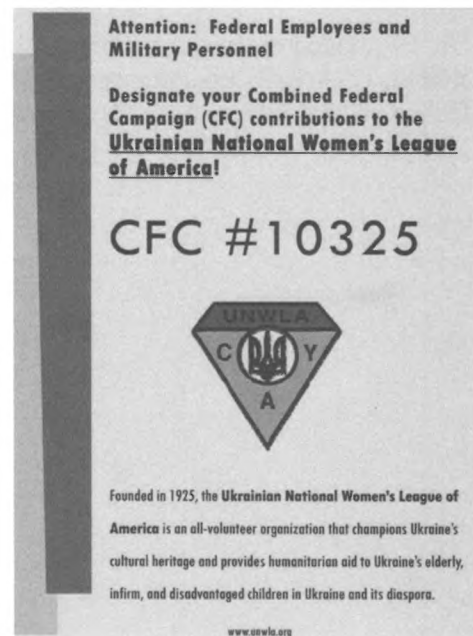 Attention: Federal Employees and
Military Personnel
Designate your Combined Federal
Campaign (CFC) contributions to the
Ukrainian National Women's League
of America!
CFC #10325
UNWLA
С У
А
Founded in 1925, the Ukrainian National Women's League of
America is an all-volunteer organization that champions Ukraine's
cultural heritage and provides humanitarian aid to Ukraine's elderly,
infirm, and disadvantaged children in Ukraine and its diaspora.
www.unwla.org